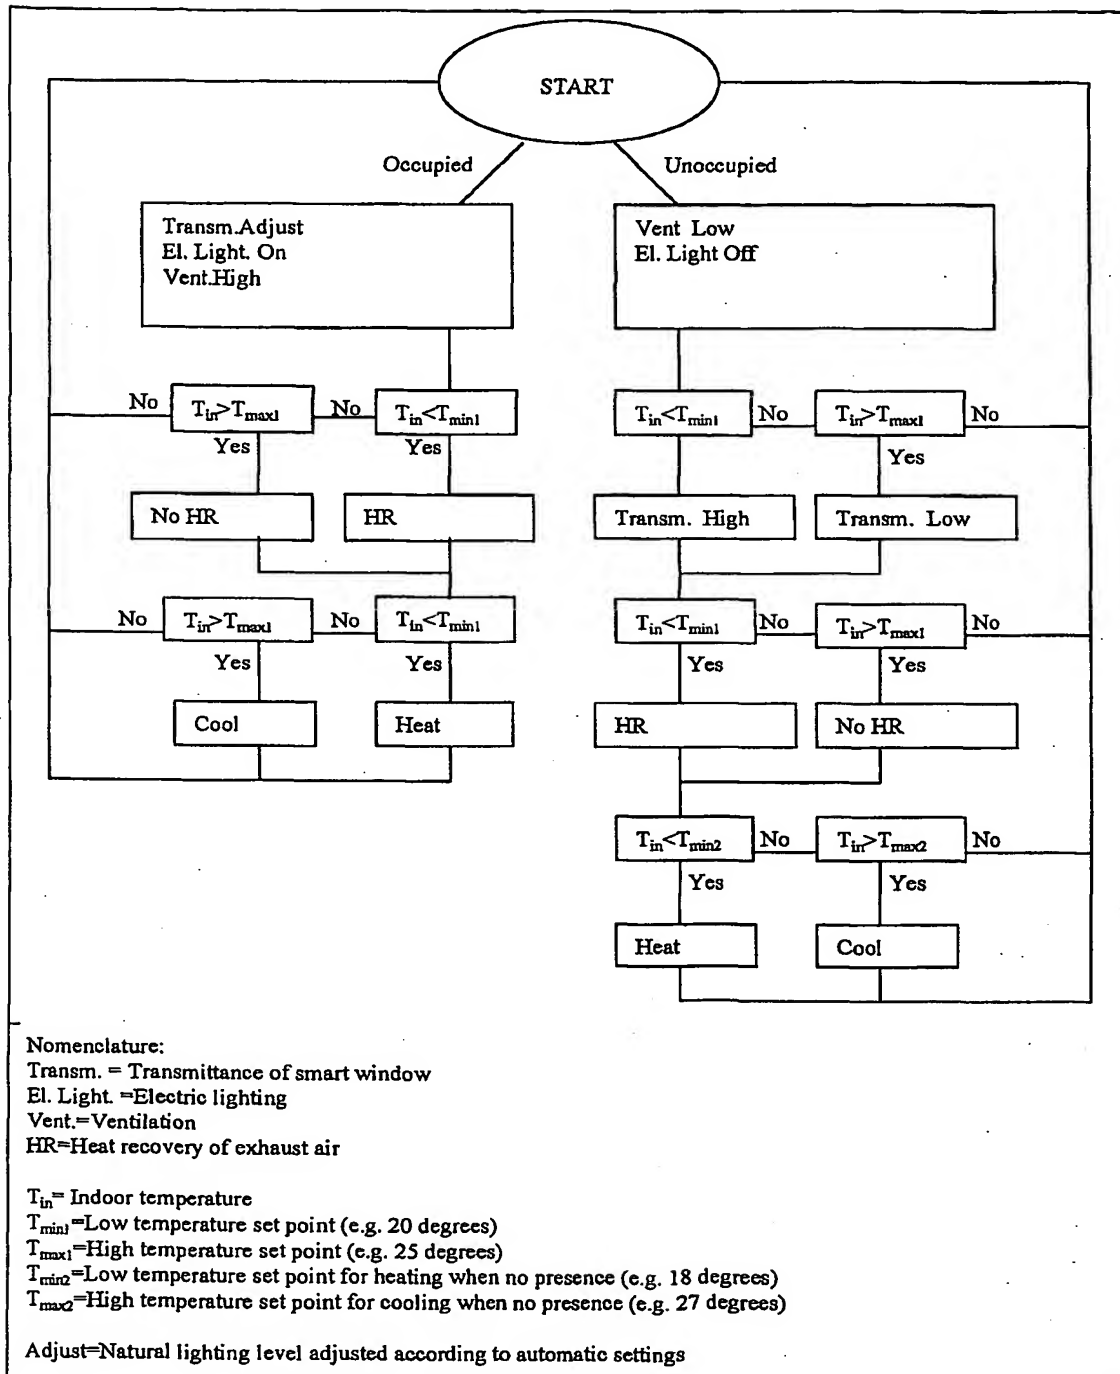 START
Occupied
Unoccupied
Transm.Adjust
El. Light. On
Vent.High
Vent Low
El. Light Off
No
T_in>T_max1
No
T_in<T_min1
T_in<T_min1
No
T_in>T_max1
No
Yes
Yes
Yes
No HR
HR
Transm. High
Transm. Low
No
T_in>T_max1
No
T_in<T_min1
T_in<T_min1
No
T_in>T_max1
No
Yes
Yes
Yes
Yes
Cool
Heat
HR
No HR
T_in<T_min2
No
T_in>T_max2
No
Yes
Yes
Heat
Cool
Nomenclature:
Transm. = Transmittance of smart window
El. Light. =Electric lighting
Vent.=Ventilation
HR=Heat recovery of exhaust air
T_in= Indoor temperature
T_min1=Low temperature set point (e.g. 20 degrees)
T_max1=High temperature set point (e.g. 25 degrees)
T_min2=Low temperature set point for heating when no presence (e.g. 18 degrees)
T_max2=High temperature set point for cooling when no presence (e.g. 27 degrees)
Adjust=Natural lighting level adjusted according to automatic settings